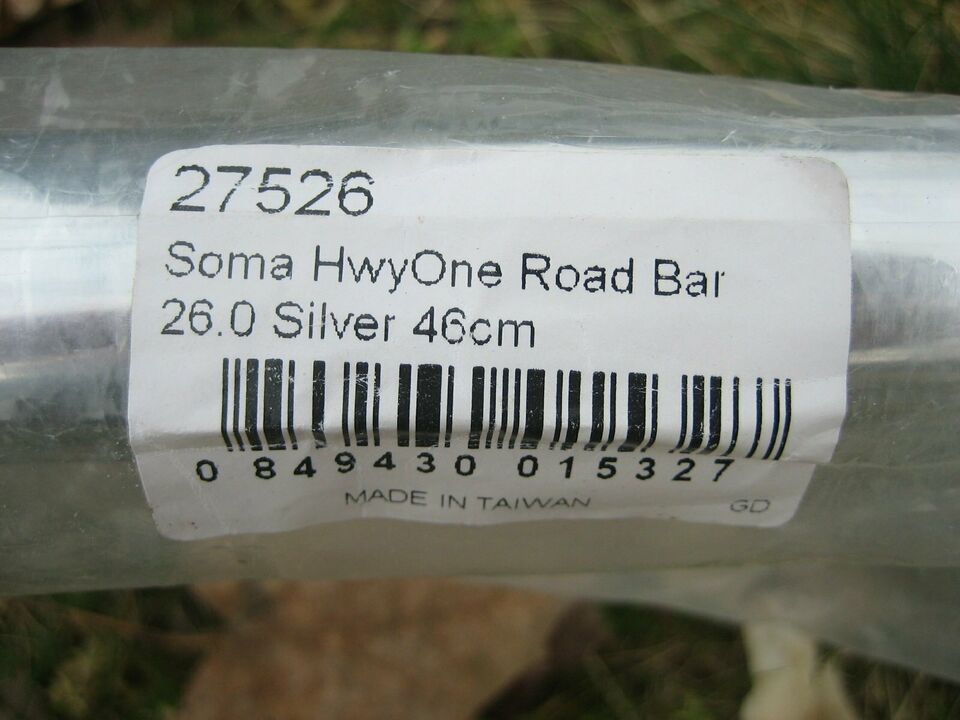 27526
Soma HwyOne Road Bar
26.0 Silver 46cm
0 849430 015327
MADE IN TAIWAN GD